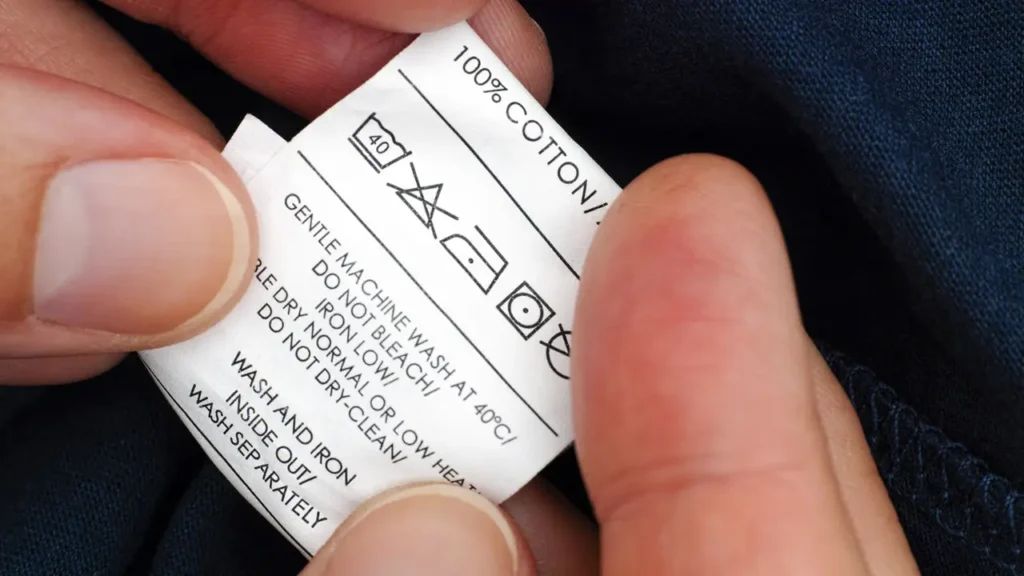 100% COTTON/
40
GENTLE MACHINE WASH AT 40°C/
DO NOT BLEACH/
IRON LOW/
DRY NORMAL OR LOW HEAT
DO NOT DRY-CLEAN/
WASH AND IRON
INSIDE OUT/
WASH SEPARATELY